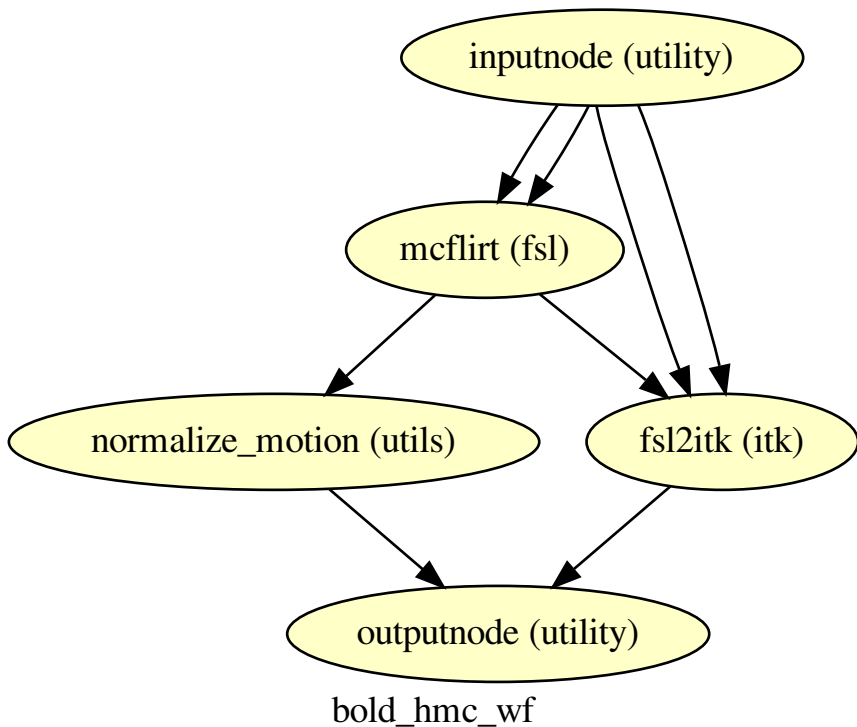 inputnode (utility)
mcflirt (fsl)
normalize_motion (utils)
fsl2itk (itk)
outputnode (utility)
bold_hmc_wf